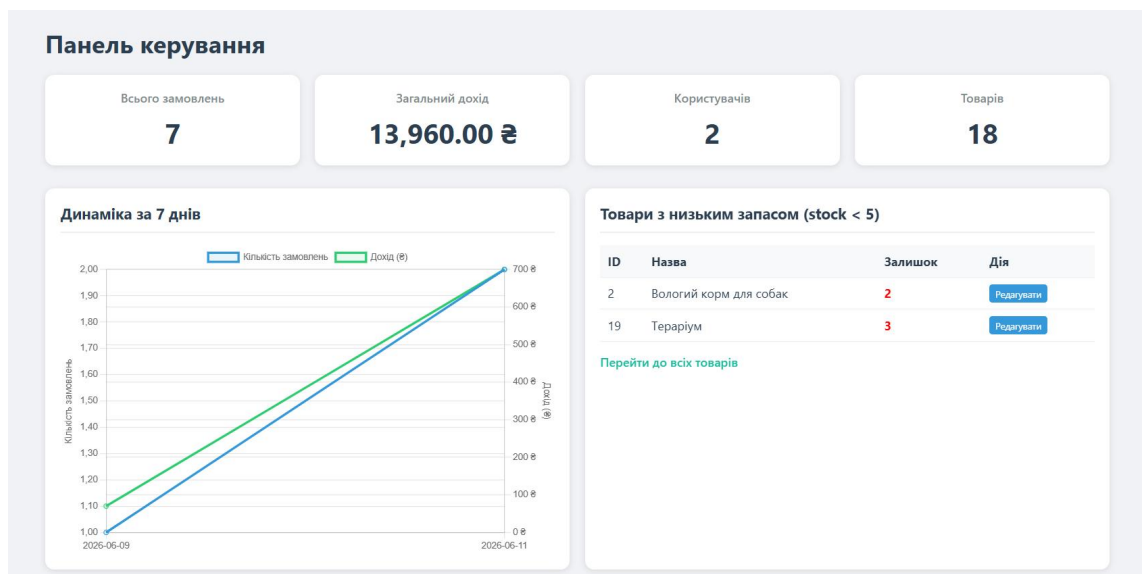 Панель керування
Всього замовлень
7
Загальний дохід
13,960.00 ₴
Користувачів
2
Товарів
18
Динаміка за 7 днів
Кількість замовлень Дохід (₴)
2,00
1,90
1,80
1,70
1,60
1,50
1,40
1,30
1,20
1,10
1,00
Кількість замовлень
700 ₴
600 ₴
500 ₴
400 ₴
300 ₴
200 ₴
100 ₴
0 ₴
Дохід (₴)
2026-06-09 2026-06-11
Товари з низьким запасом (stock < 5)
ID Назва Залишок Дія
2 Вологий корм для собак 2 Редагувати
19 Тераріум 3 Редагувати
Перейти до всіх товарів